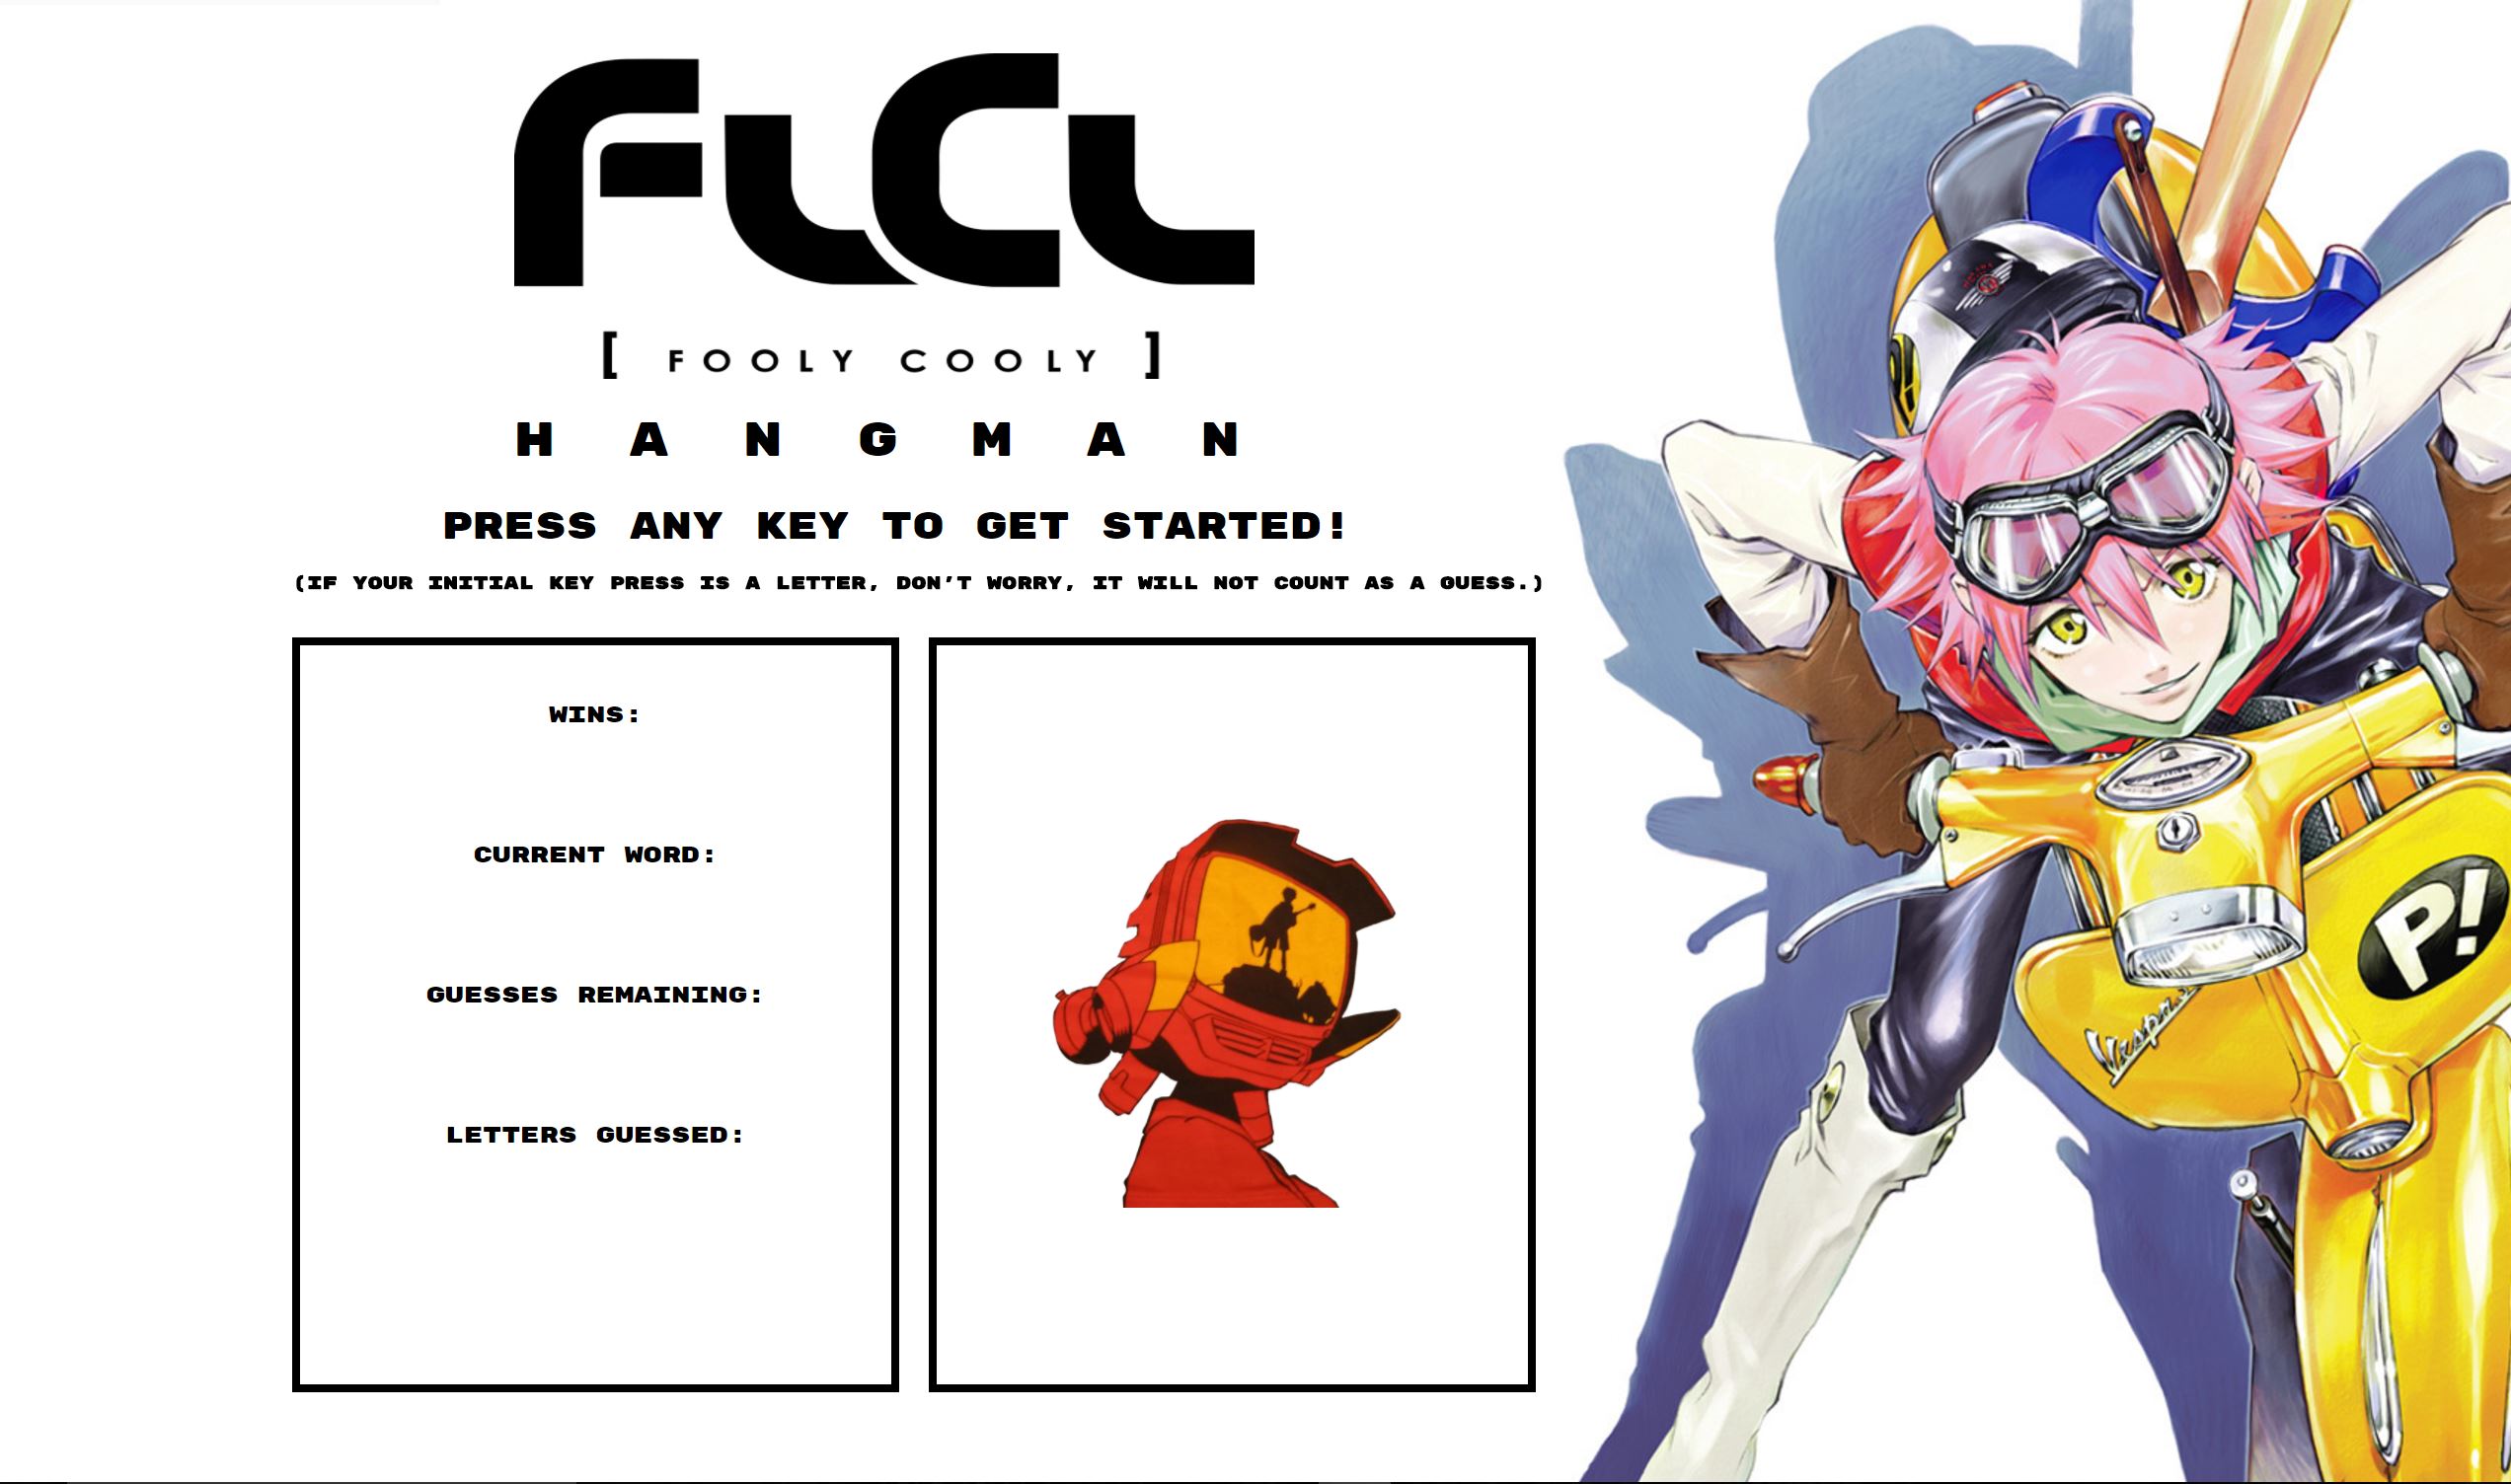 FLCL
[ FOOLY COOLY ]
HANGMAN
PRESS ANY KEY TO GET STARTED!
(IF YOUR INITIAL KEY PRESS IS A LETTER, DON'T WORRY, IT WILL NOT COUNT AS A GUESS.)
WINS:
CURRENT WORD:
GUESSES REMAINING:
LETTERS GUESSED:
P!
Vespa